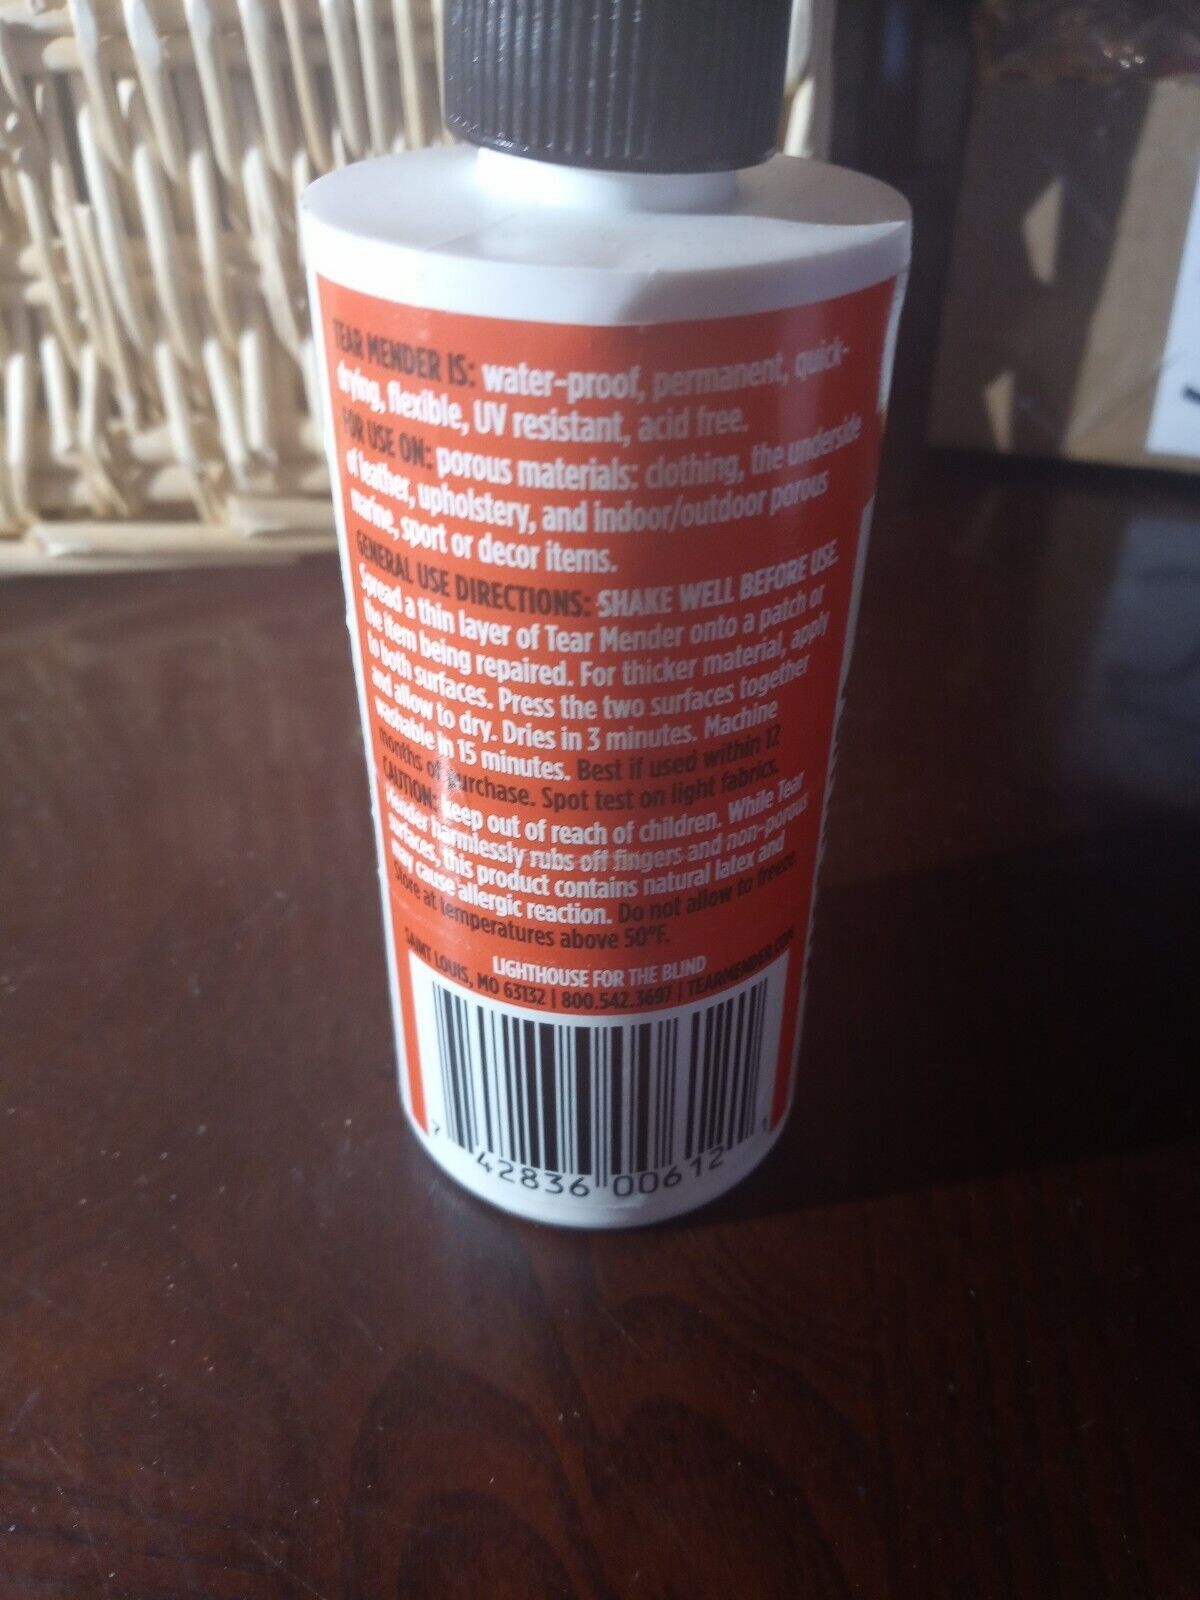 TEAR MENDER IS: water-proof, permanent, quick-
drying, flexible, UV resistant, acid free.
FOR USE ON: porous materials: clothing, the underside
of leather, upholstery, and indoor/outdoor porous
marine, sport or decor items.
GENERAL USE DIRECTIONS: SHAKE WELL BEFORE USE
Spread a thin layer of Tear Mender onto a patch or
the item being repaired. For thicker material, apply
to both surfaces. Press the two surfaces together
and allow to dry. Dries in 3 minutes. Machine
washable in 15 minutes. Best if used within 12
months of purchase. Spot test on light fabrics.
CAUTION: Keep out of reach of children. While Tear
Mender harmlessly rubs off fingers and non-porous
surfaces, this product contains natural latex and
may cause allergic reaction. Do not allow to freeze.
Store at temperatures above 50°F.
LIGHTHOUSE FOR THE BLIND
SAINT LOUIS, MO 63132 | 800.542.3697 | TEARMENDER.COM
7 42836 00612 1